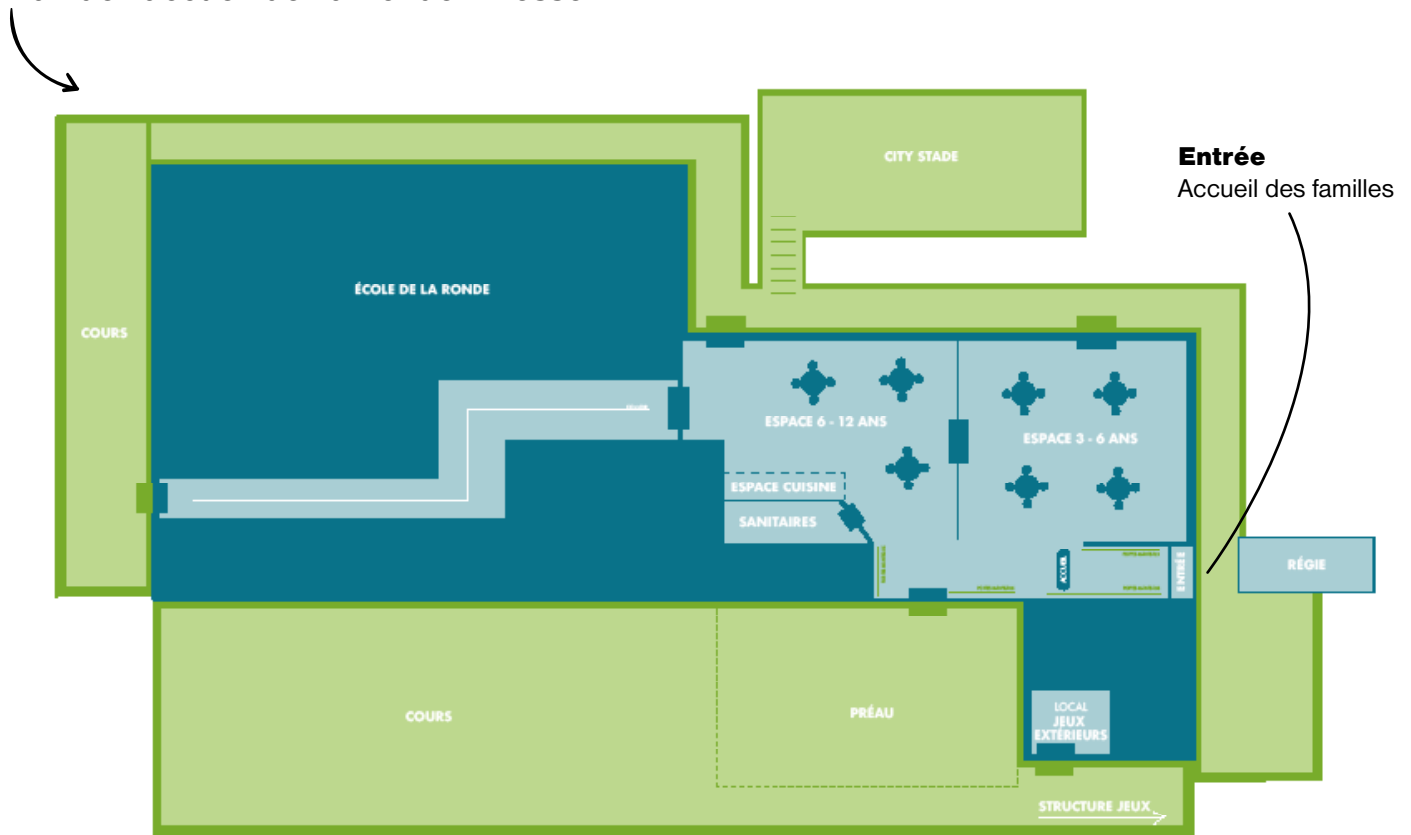 CITY STADE
Entrée
Accueil des familles
ÉCOLE DE LA RONDE
COURS
ESPACE 6 - 12 ANS
ESPACE 3 - 6 ANS
ESPACE CUISINE
SANITAIRES
ACCUEIL
ENTRÉE
RÉGIE
COURS
PRÉAU
LOCAL
JEUX
EXTÉRIEURS
STRUCTURE JEUX